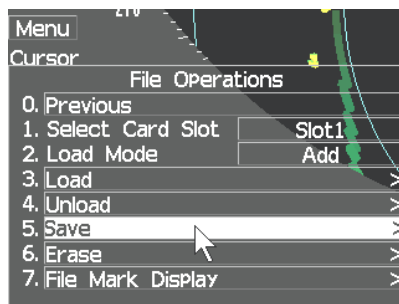 Menu
Cursor
File Operations
0. Previous
1. Select Card Slot Slot1
2. Load Mode Add
3. Load >
4. Unload >
5. Save >
6. Erase >
7. File Mark Display >